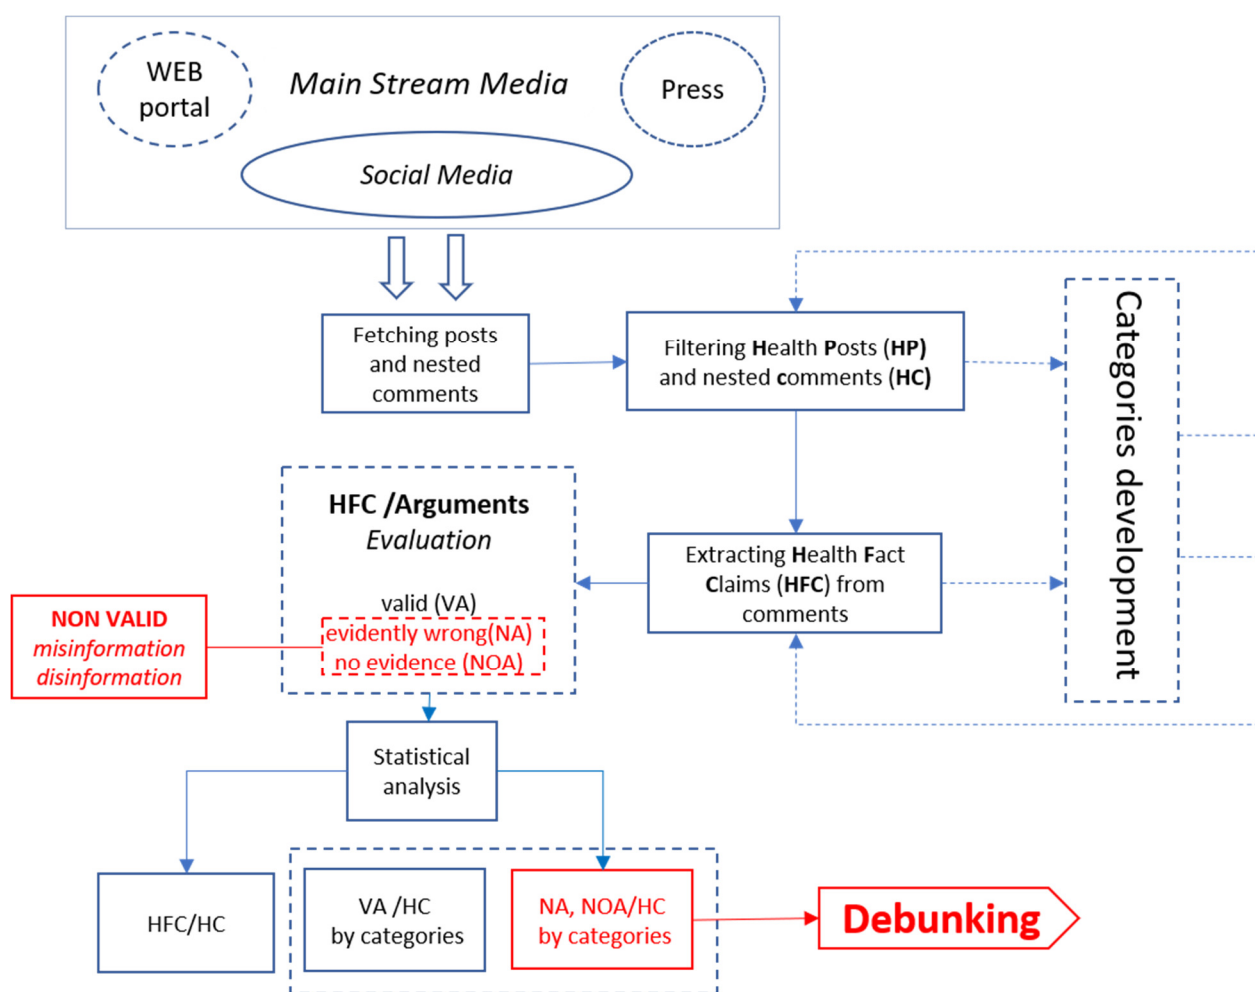 WEB
portal
Main Stream Media
Press
Social Media
Fetching posts
and nested
comments
Filtering Health Posts (HP)
and nested comments (HC)
Categories development
HFC /Arguments
Evaluation
valid (VA)
evidently wrong(NA)
no evidence (NOA)
Extracting Health Fact
Claims (HFC) from
comments
NON VALID
misinformation
disinformation
Statistical
analysis
HFC/HC
VA /HC
by categories
NA, NOA/HC
by categories
Debunking